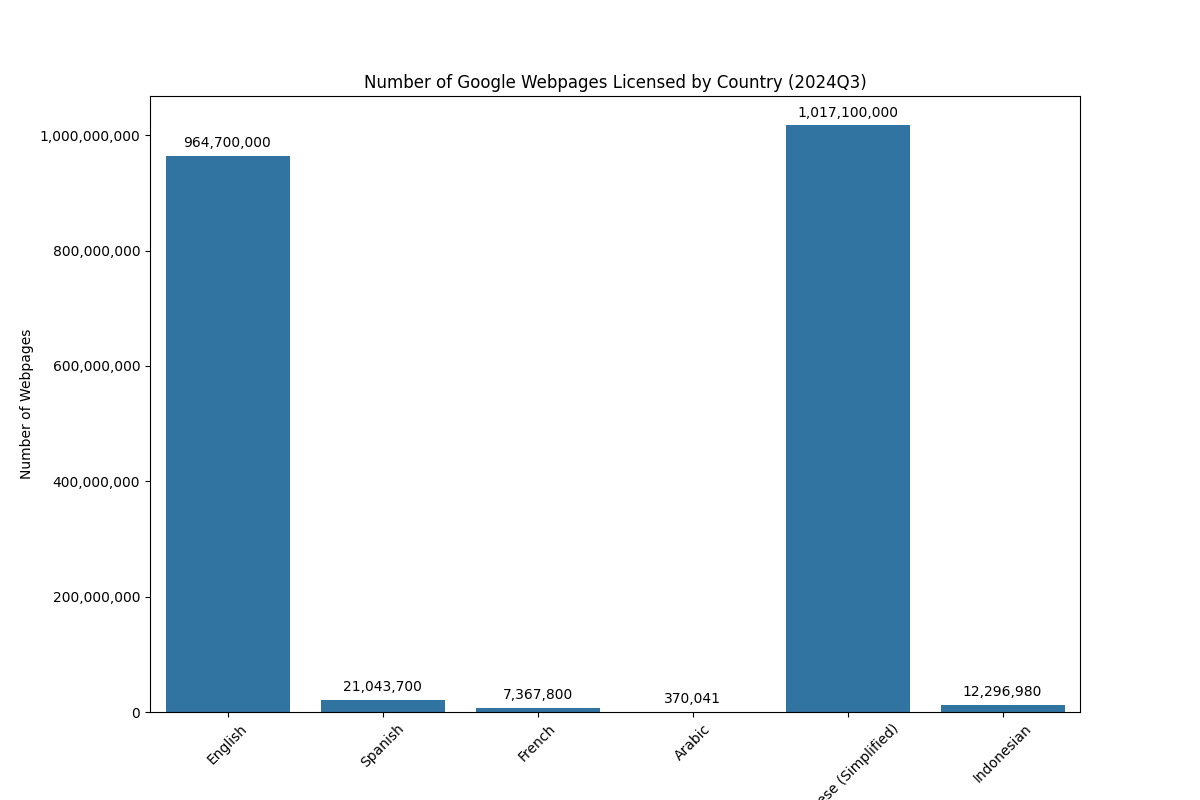 Number of Google Webpages Licensed by Country (2024Q3)
Number of Webpages
1,000,000,000
800,000,000
600,000,000
400,000,000
200,000,000
0
964,700,000
21,043,700
7,367,800
370,041
1,017,100,000
12,296,980
English
Spanish
French
Arabic
(Simplified)
Indonesian